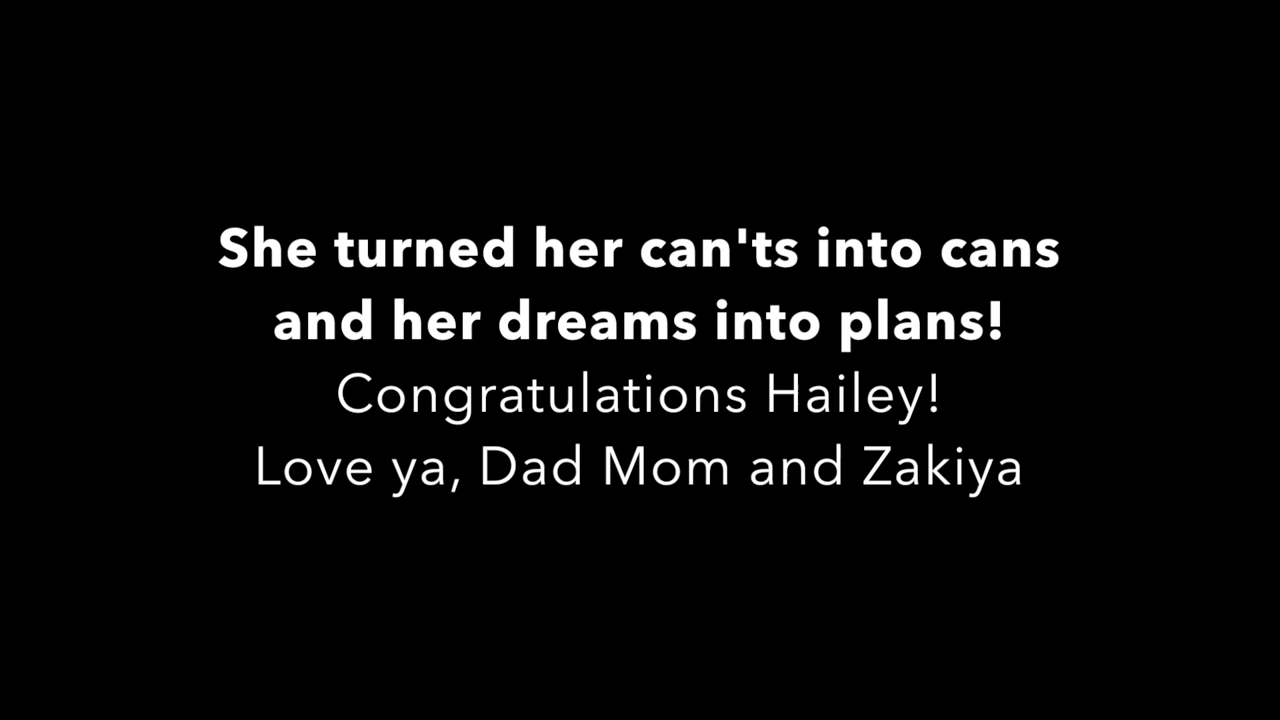 She turned her can'ts into cans
and her dreams into plans!
Congratulations Hailey!
Love ya, Dad Mom and Zakiya